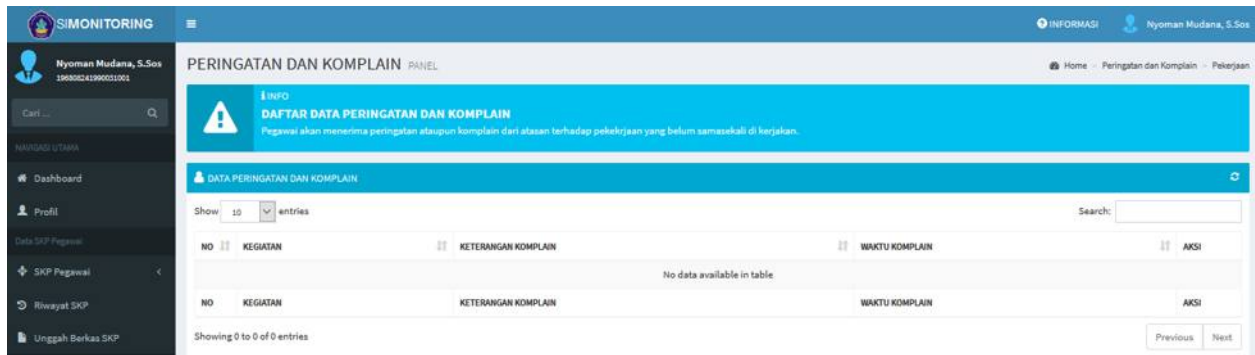 SIMONITORING
INFORMASI
Nyoman Mudana, S.Sos
Nyoman Mudana, S.Sos
196808241990031001
Cari ...
NAVIGASI UTAMA
Dashboard
Profil
Data SKP Pegawai
SKP Pegawai
Riwayat SKP
Unggah Berkas SKP
PERINGATAN DAN KOMPLAIN PANEL
Home - Peringatan dan Komplain - Pekerjaan
INFO
DAFTAR DATA PERINGATAN DAN KOMPLAIN
Pegawai akan menerima peringatan ataupun komplain dari atasan terhadap pekekrjaan yang belum samasekali di kerjakan.
DATA PERINGATAN DAN KOMPLAIN
Show 10 entries
Search:
NO KEGIATAN KETERANGAN KOMPLAIN WAKTU KOMPLAIN AKSI
No data available in table
NO KEGIATAN KETERANGAN KOMPLAIN WAKTU KOMPLAIN AKSI
Showing 0 to 0 of 0 entries
Previous Next